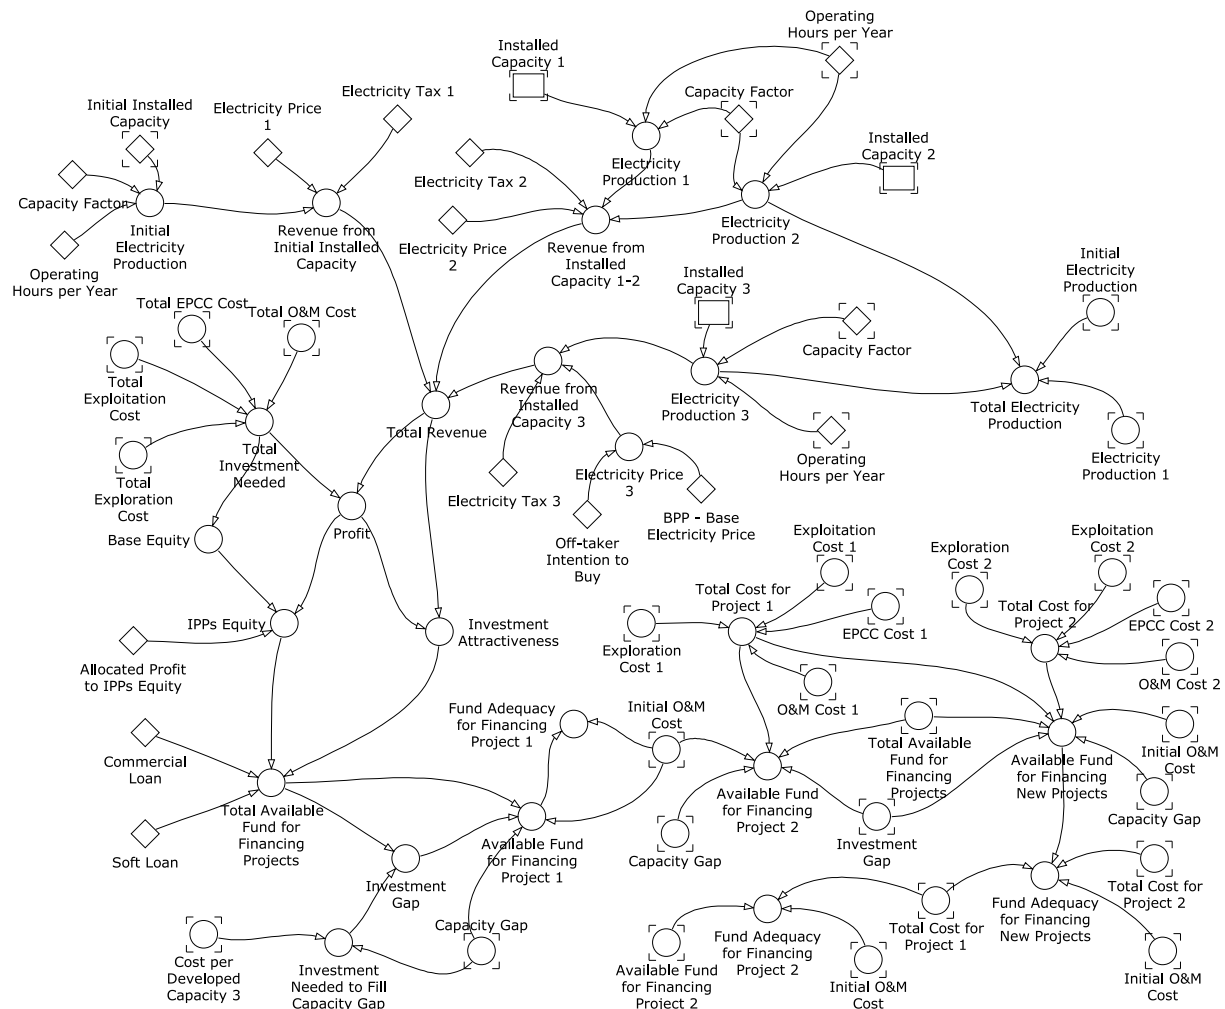 Operating
Hours per Year
Installed
Capacity 1
Initial Installed
Capacity
Electricity Price
1
Electricity Tax 1
Capacity Factor
Installed
Capacity 2
Electricity
Production 1
Electricity Tax 2
Capacity Factor
Initial
Electricity
Production
Revenue from
Initial Installed
Capacity
Electricity Price
2
Revenue from
Installed
Capacity 1-2
Electricity
Production 2
Operating
Hours per Year
Initial
Electricity
Production
Installed
Capacity 3
Total EPCC Cost
Total O&M Cost
Capacity Factor
Total
Exploitation
Cost
Revenue from
Installed
Capacity 3
Electricity
Production 3
Total Electricity
Production
Total Revenue
Total
Investment
Needed
Total
Exploration
Cost
Electricity Tax 3
Electricity Price
3
Operating
Hours per Year
Electricity
Production 1
BPP - Base
Electricity Price
Off-taker
Intention to
Buy
Base Equity
Profit
Exploitation
Cost 1
Exploration
Cost 2
Exploitation
Cost 2
Total Cost for
Project 1
Total Cost for
Project 2
IPPs Equity
Investment
Attractiveness
Exploration
Cost 1
EPCC Cost 1
EPCC Cost 2
Allocated Profit
to IPPs Equity
O&M Cost 1
O&M Cost 2
Fund Adequacy
for Financing
Project 1
Initial O&M
Cost
Total Available
Fund for
Financing
Projects
Available Fund
for Financing
New Projects
Initial O&M
Cost
Commercial
Loan
Available Fund
for Financing
Project 2
Total Available
Fund for
Financing
Projects
Available Fund
for Financing
Project 1
Capacity Gap
Soft Loan
Capacity Gap
Investment
Gap
Investment
Gap
Total Cost for
Project 2
Capacity Gap
Total Cost for
Project 1
Fund Adequacy
for Financing
New Projects
Fund Adequacy
for Financing
Project 2
Cost per
Developed
Capacity 3
Investment
Needed to Fill
Capacity Gap
Available Fund
for Financing
Project 2
Initial O&M
Cost
Initial O&M
Cost